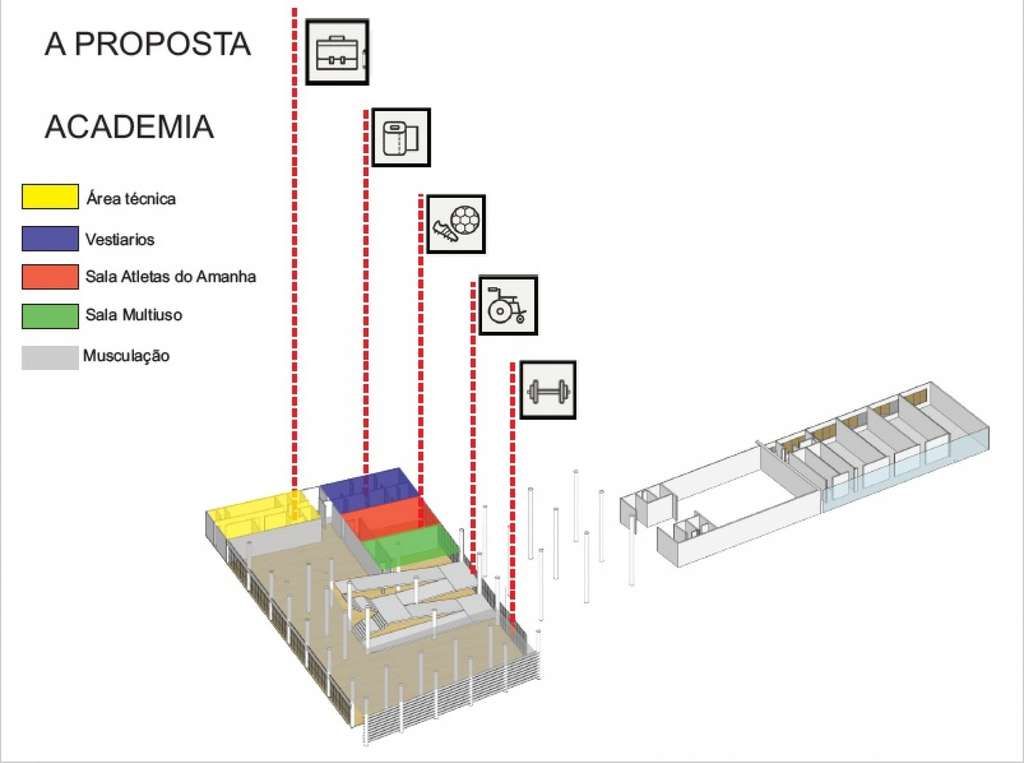 A PROPOSTA
ACADEMIA
Área técnica
Vestiarios
Sala Atletas do Amanha
Sala Multiuso
Musculação